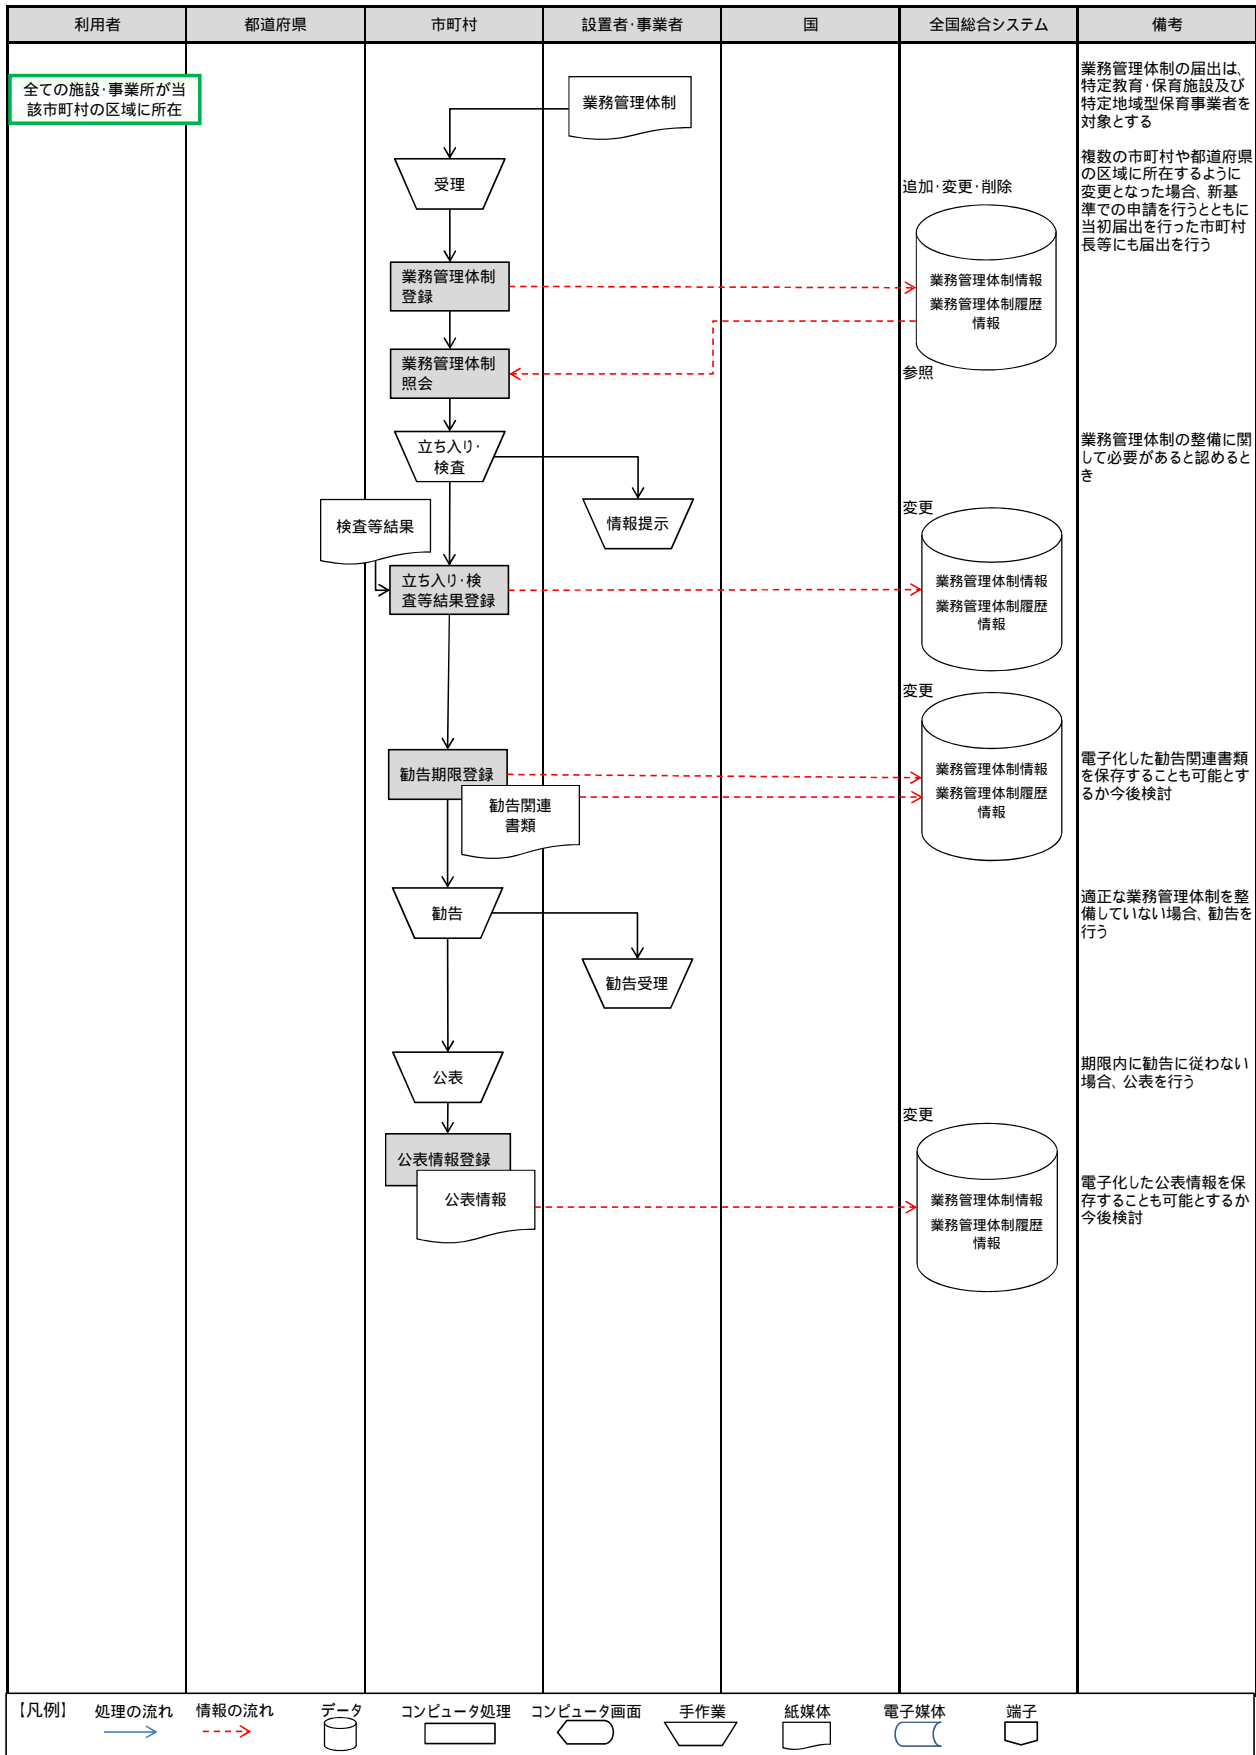 利用者
都道府県
市町村
設置者・事業者
国
全国総合システム
備考
全ての施設・事業所が当
該市町村の区域に所在
業務管理体制
業務管理体制の届出は、
特定教育・保育施設及び
特定地域型保育事業者を
対象とする
受理
追加・変更・削除
複数の市町村や都道府県
の区域に所在するように
変更となった場合、新基
準での申請を行うとともに
当初届出を行った市町村
長等にも届出を行う
業務管理体制
登録
業務管理体制情報
業務管理体制履歴
情報
業務管理体制
照会
参照
立ち入り・
検査
業務管理体制の整備に関
して必要があると認めると
き
検査等結果
情報提示
変更
立ち入り・検
査等結果登録
業務管理体制情報
業務管理体制履歴
情報
変更
勧告期限登録
勧告関連
書類
業務管理体制情報
業務管理体制履歴
情報
電子化した勧告関連書類
を保存することも可能とす
るか今後検討
勧告
適正な業務管理体制を整
備していない場合、勧告を
行う
勧告受理
公表
期限内に勧告に従わない
場合、公表を行う
変更
公表情報登録
公表情報
業務管理体制情報
業務管理体制履歴
情報
電子化した公表情報を保
存することも可能とするか
今後検討
【凡例】
処理の流れ
情報の流れ
データ
コンピュータ処理
コンピュータ画面
手作業
紙媒体
電子媒体
端子